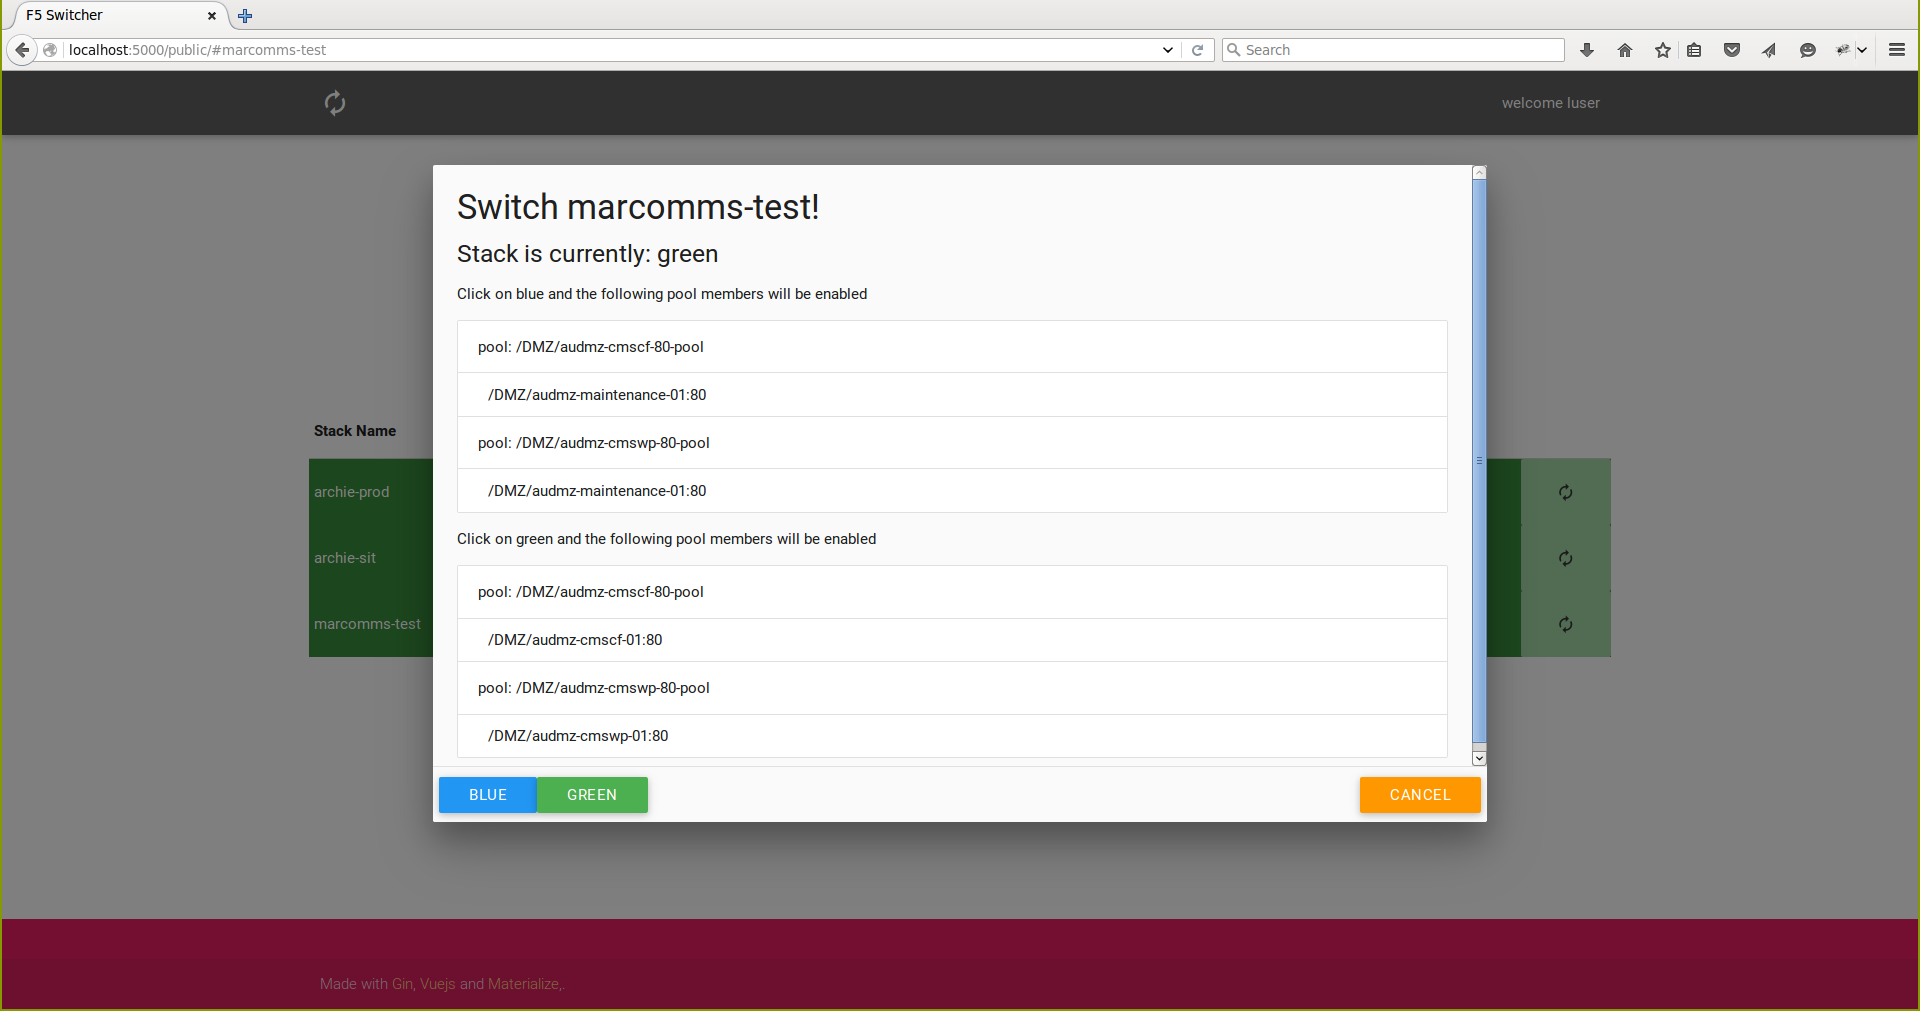 F5 Switcher
localhost:5000/public/#marcomms-test
Search
welcome luser
Switch marcomms-test!
Stack is currently: green
Click on blue and the following pool members will be enabled
pool: /DMZ/audmz-cmscf-80-pool
/DMZ/audmz-maintenance-01:80
pool: /DMZ/audmz-cmswp-80-pool
/DMZ/audmz-maintenance-01:80
Click on green and the following pool members will be enabled
pool: /DMZ/audmz-cmscf-80-pool
/DMZ/audmz-cmscf-01:80
pool: /DMZ/audmz-cmswp-80-pool
/DMZ/audmz-cmswp-01:80
BLUE GREEN CANCEL
Stack Name
archie-prod
archie-sit
marcomms-test
Made with Gin, Vuejs and Materialize,.